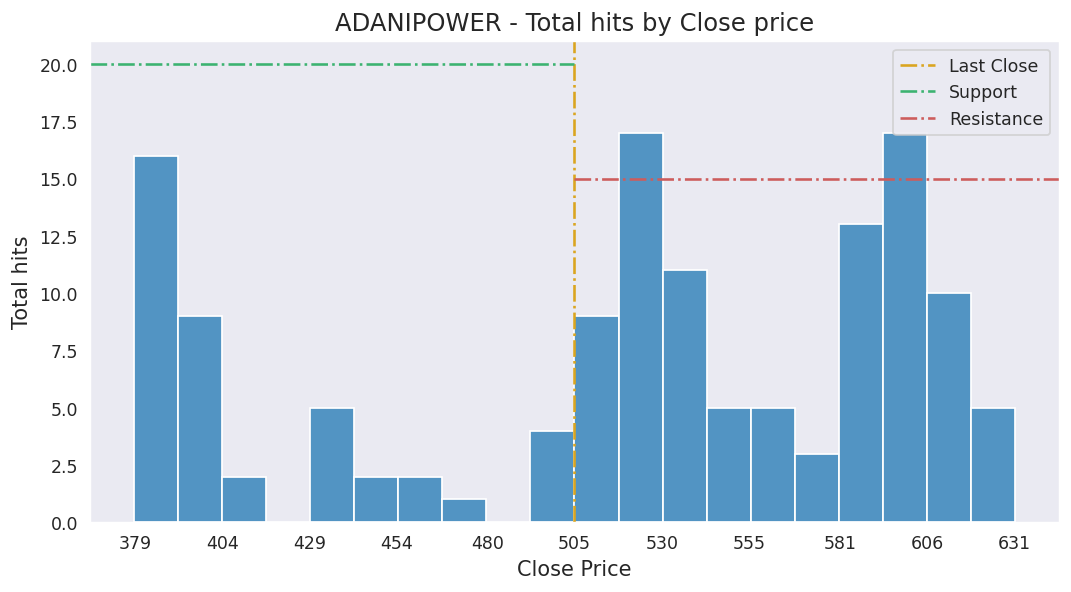 ADANIPOWER - Total hits by Close price
Last Close
Support
Resistance
Total hits
20.0
17.5
15.0
12.5
10.0
7.5
5.0
2.5
0.0
379 404 429 454 480 505 530 555 581 606 631
Close Price